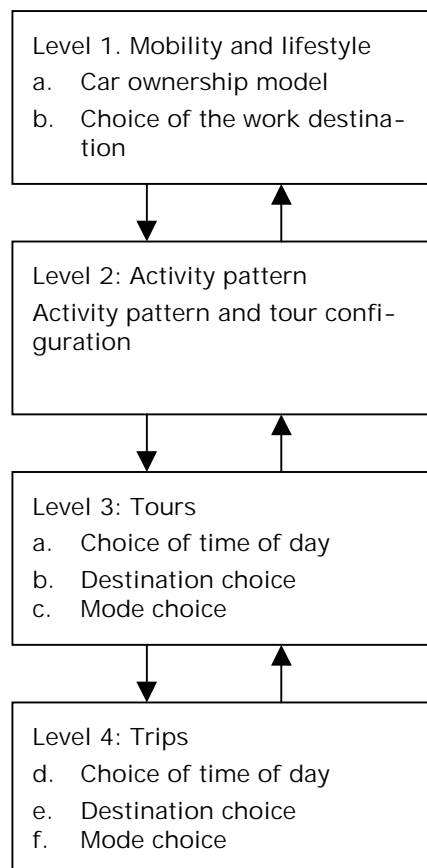 Level 1. Mobility and lifestyle
a. Car ownership model
b. Choice of the work destina-
tion
Level 2: Activity pattern
Activity pattern and tour confi-
guration
Level 3: Tours
a. Choice of time of day
b. Destination choice
c. Mode choice
Level 4: Trips
d. Choice of time of day
e. Destination choice
f. Mode choice